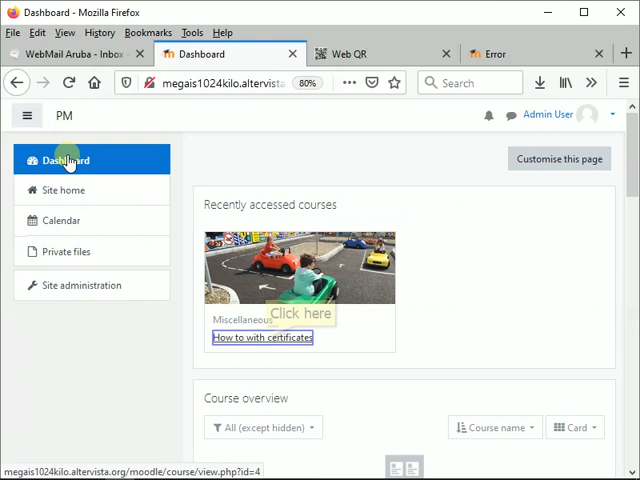 Dashboard - Mozilla Firefox
File Edit View History Bookmarks Tools Help
WebMail Aruba - Inbox
Dashboard
Web QR
Error
megais1024kilo.altervista.
80%
Search
PM
Admin User
Dashboard
Site home
Calendar
Private files
Site administration
Customise this page
Recently accessed courses
Miscellaneous
Click here
How to with certificates
Course overview
All (except hidden)
Course name
Card
megais1024kilo.altervista.org/moodle/course/view.php?id=4